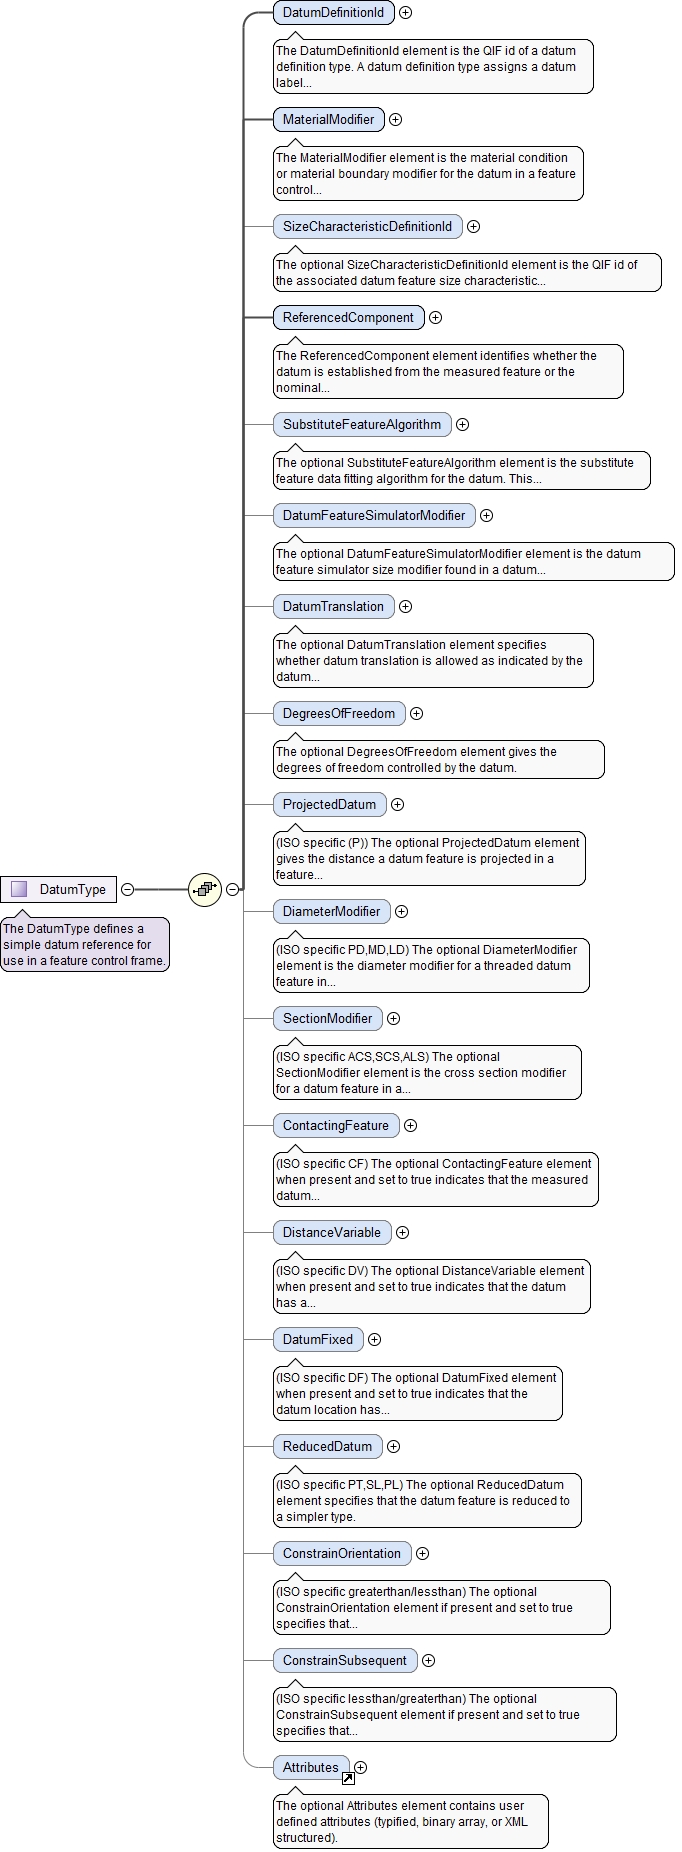 DatumDefinitionId
The DatumDefinitionId element is the QIF id of a datum
definition type. A datum definition type assigns a datum
label...
MaterialModifier
The MaterialModifier element is the material condition
or material boundary modifier for the datum in a feature
control...
SizeCharacteristicDefinitionId
The optional SizeCharacteristicDefinitionId element is the QIF id of
the associated datum feature size characteristic...
ReferencedComponent
The ReferencedComponent element identifies whether the
datum is established from the measured feature or the
nominal...
SubstituteFeatureAlgorithm
The optional SubstituteFeatureAlgorithm element is the substitute
feature data fitting algorithm for the datum. This...
DatumFeatureSimulatorModifier
The optional DatumFeatureSimulatorModifier element is the datum
feature simulator size modifier found in a datum...
DatumTranslation
The optional DatumTranslation element specifies
whether datum translation is allowed as indicated by the
datum...
DegreesOfFreedom
The optional DegreesOfFreedom element gives the
degrees of freedom controlled by the datum.
ProjectedDatum
(ISO specific (P)) The optional ProjectedDatum element
gives the distance a datum feature is projected in a
feature...
DatumType
The DatumType defines a
simple datum reference for
use in a feature control frame.
DiameterModifier
(ISO specific PD,MD,LD) The optional DiameterModifier
element is the diameter modifier for a threaded datum
feature in...
SectionModifier
(ISO specific ACS,SCS,ALS) The optional
SectionModifier element is the cross section modifier
for a datum feature in a...
ContactingFeature
(ISO specific CF) The optional ContactingFeature element
when present and set to true indicates that the measured
datum...
DistanceVariable
(ISO specific DV) The optional DistanceVariable element
when present and set to true indicates that the datum
has a...
DatumFixed
(ISO specific DF) The optional DatumFixed element
when present and set to true indicates that the
datum location has...
ReducedDatum
(ISO specific PT,SL,PL) The optional ReducedDatum
element specifies that the datum feature is reduced to
a simpler type.
ConstrainOrientation
(ISO specific greaterthan/lessthan) The optional
ConstrainOrientation element if present and set to true
specifies that...
ConstrainSubsequent
(ISO specific lessthan/greaterthan) The optional
ConstrainSubsequent element if present and set to true
specifies that...
Attributes
The optional Attributes element contains user
defined attributes (typified, binary array, or XML
structured).